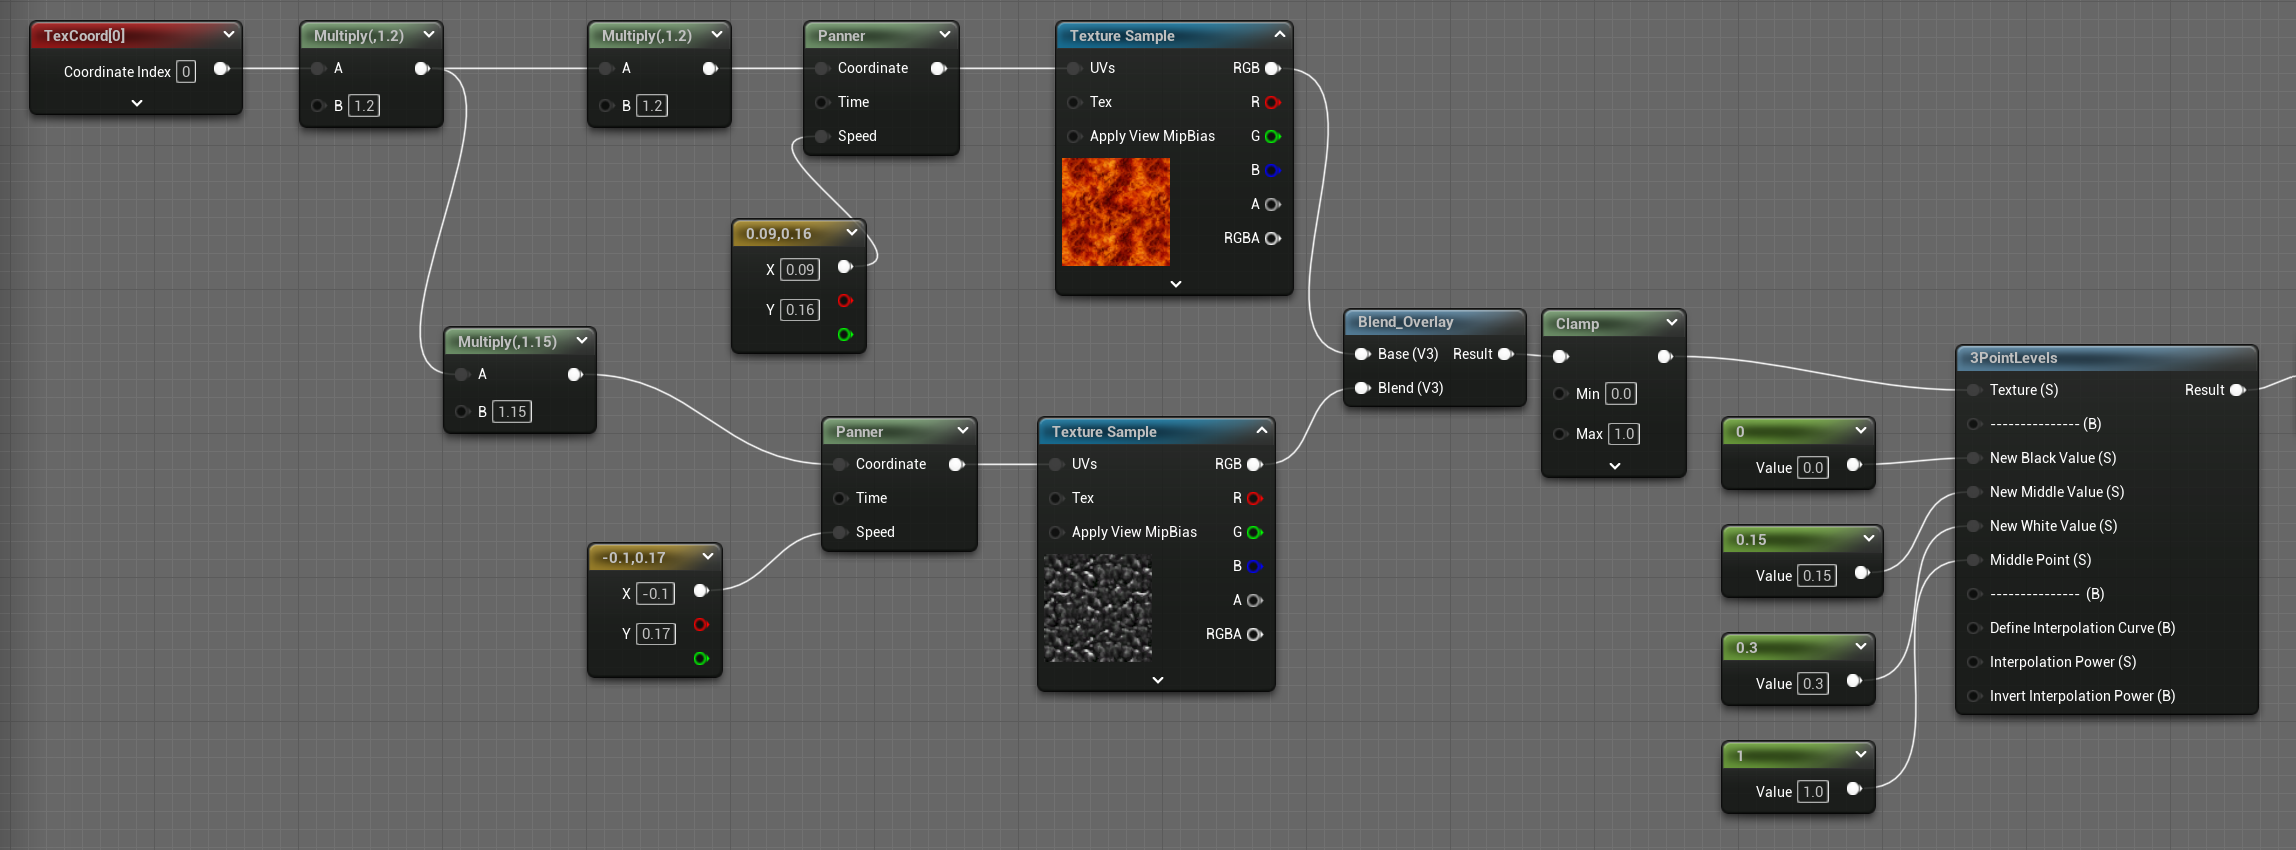 TexCoord[0]
Coordinate Index 0
Multiply(,1.2)
A
B 1.2
Multiply(,1.2)
A
B 1.2
Panner
Coordinate
Time
Speed
Texture Sample
UVs RGB
Tex R
Apply View MipBias G
B
A
RGBA
0.09,0.16
X 0.09
Y 0.16
Multiply(,1.15)
A
B 1.15
Panner
Coordinate
Time
Speed
-0.1,0.17
X -0.1
Y 0.17
Texture Sample
UVs RGB
Tex R
Apply View MipBias G
B
A
RGBA
Blend_Overlay
Base (V3) Result
Blend (V3)
Clamp
Min 0.0
Max 1.0
0
Value 0.0
0.15
Value 0.15
0.3
Value 0.3
1
Value 1.0
3PointLevels
Texture (S) Result
--------------- (B)
New Black Value (S)
New Middle Value (S)
New White Value (S)
Middle Point (S)
--------------- (B)
Define Interpolation Curve (B)
Interpolation Power (S)
Invert Interpolation Power (B)